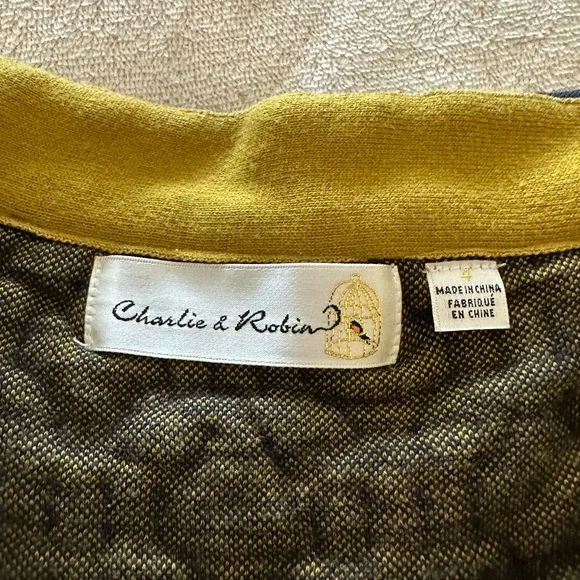 Charlie & Robin
4
MADE IN CHINA
FABRIQUÉ
EN CHINE